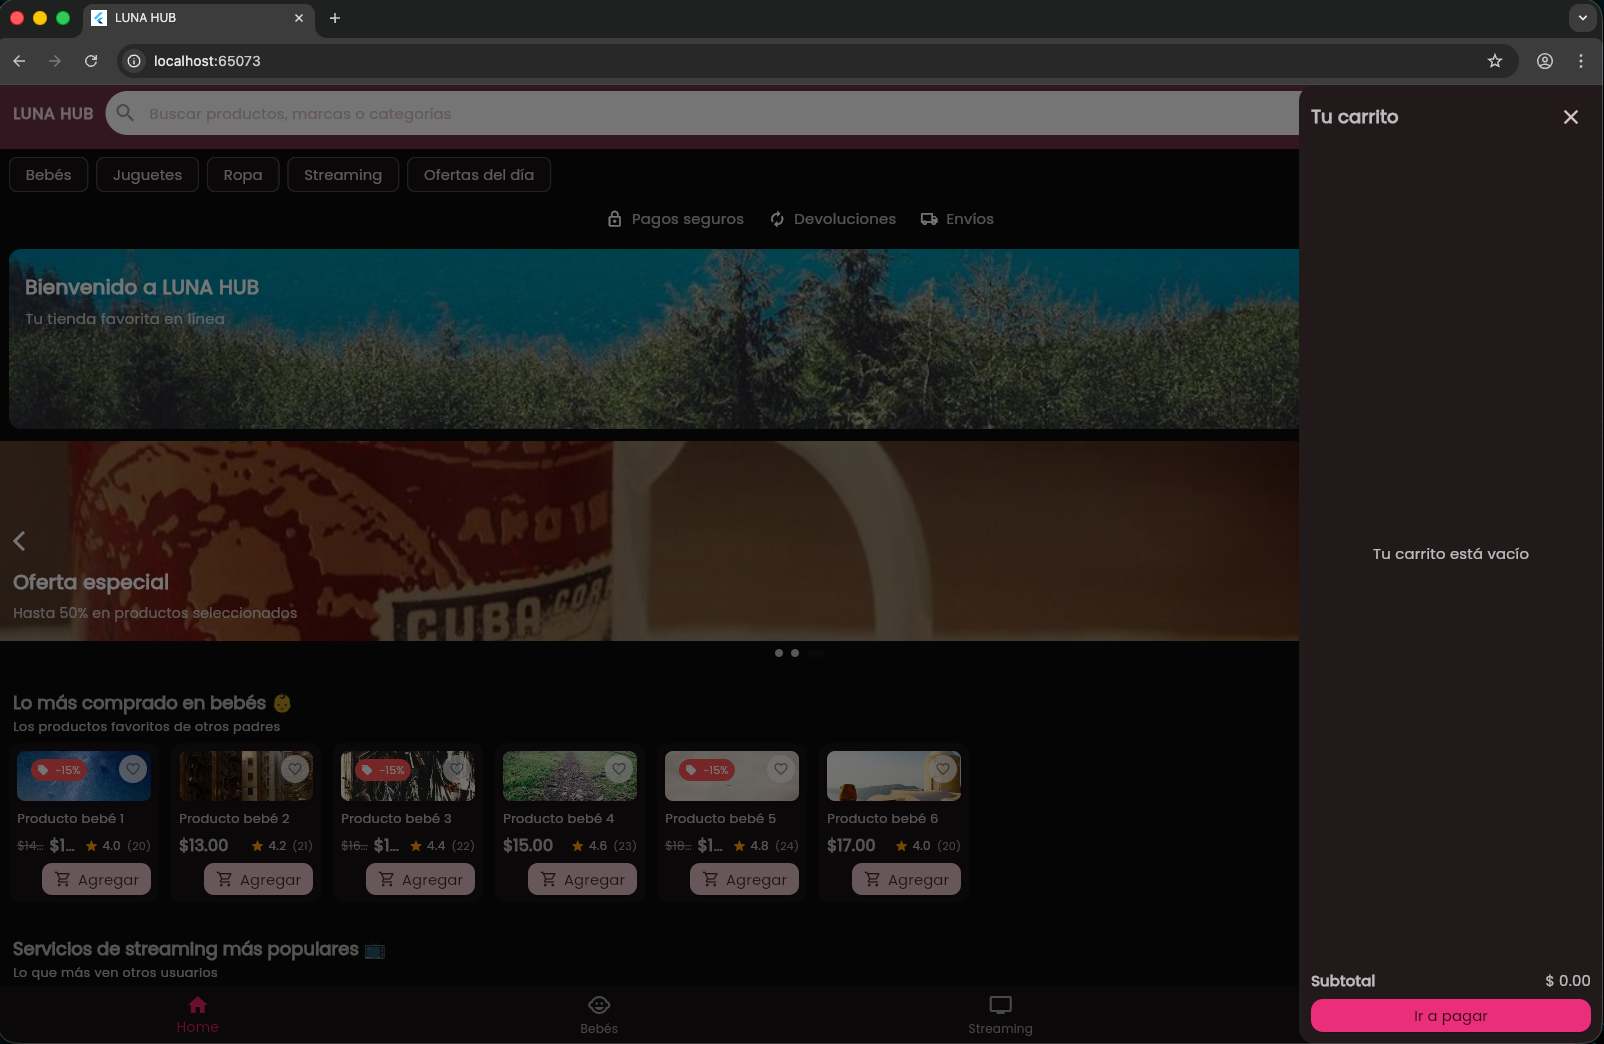 LUNA HUB
localhost:65073
LUNA HUB
Buscar productos, marcas o categorías
Bebés
Juguetes
Ropa
Streaming
Ofertas del día
Pagos seguros
Devoluciones
Envíos
Bienvenido a LUNA HUB
Tu tienda favorita en línea
AÑO 1
CUBA CORR
Oferta especial
Hasta 50% en productos seleccionados
Lo más comprado en bebés
Los productos favoritos de otros padres
-15%
Producto bebé 1
$14... $1... 4.0 (20)
Agregar
Producto bebé 2
$13.00 4.2 (21)
Agregar
-15%
Producto bebé 3
$16... $1... 4.4 (22)
Agregar
Producto bebé 4
$15.00 4.6 (23)
Agregar
-15%
Producto bebé 5
$18... $1... 4.8 (24)
Agregar
Producto bebé 6
$17.00 4.0 (20)
Agregar
Servicios de streaming más populares
Lo que más ven otros usuarios
Home
Bebés
Streaming
Tu carrito
Tu carrito está vacío
Subtotal $ 0.00
Ir a pagar